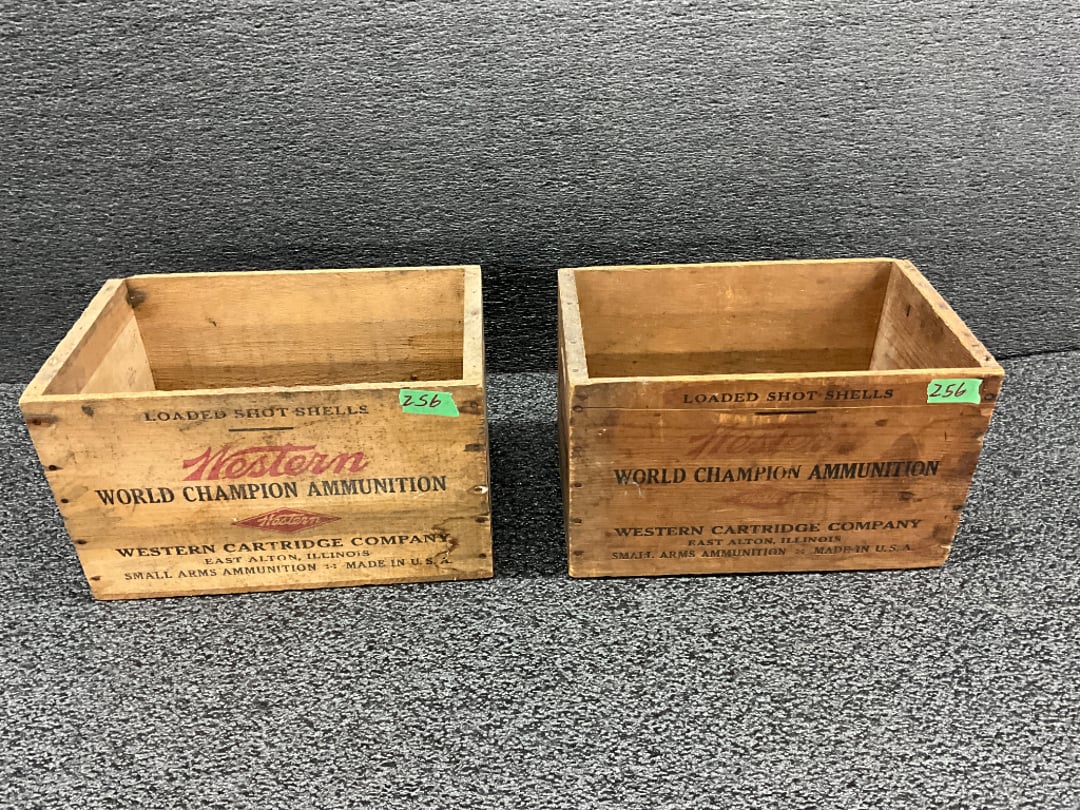 LOADED SHOT SHELLS
256
Western
WORLD CHAMPION AMMUNITION
Western
WESTERN CARTRIDGE COMPANY
EAST ALTON, ILLINOIS
SMALL ARMS AMMUNITION :-: MADE IN U.S.A.
LOADED SHOT SHELLS
256
Western
WORLD CHAMPION AMMUNITION
WESTERN CARTRIDGE COMPANY
EAST ALTON, ILLINOIS
SMALL ARMS AMMUNITION :-: MADE IN U.S.A.